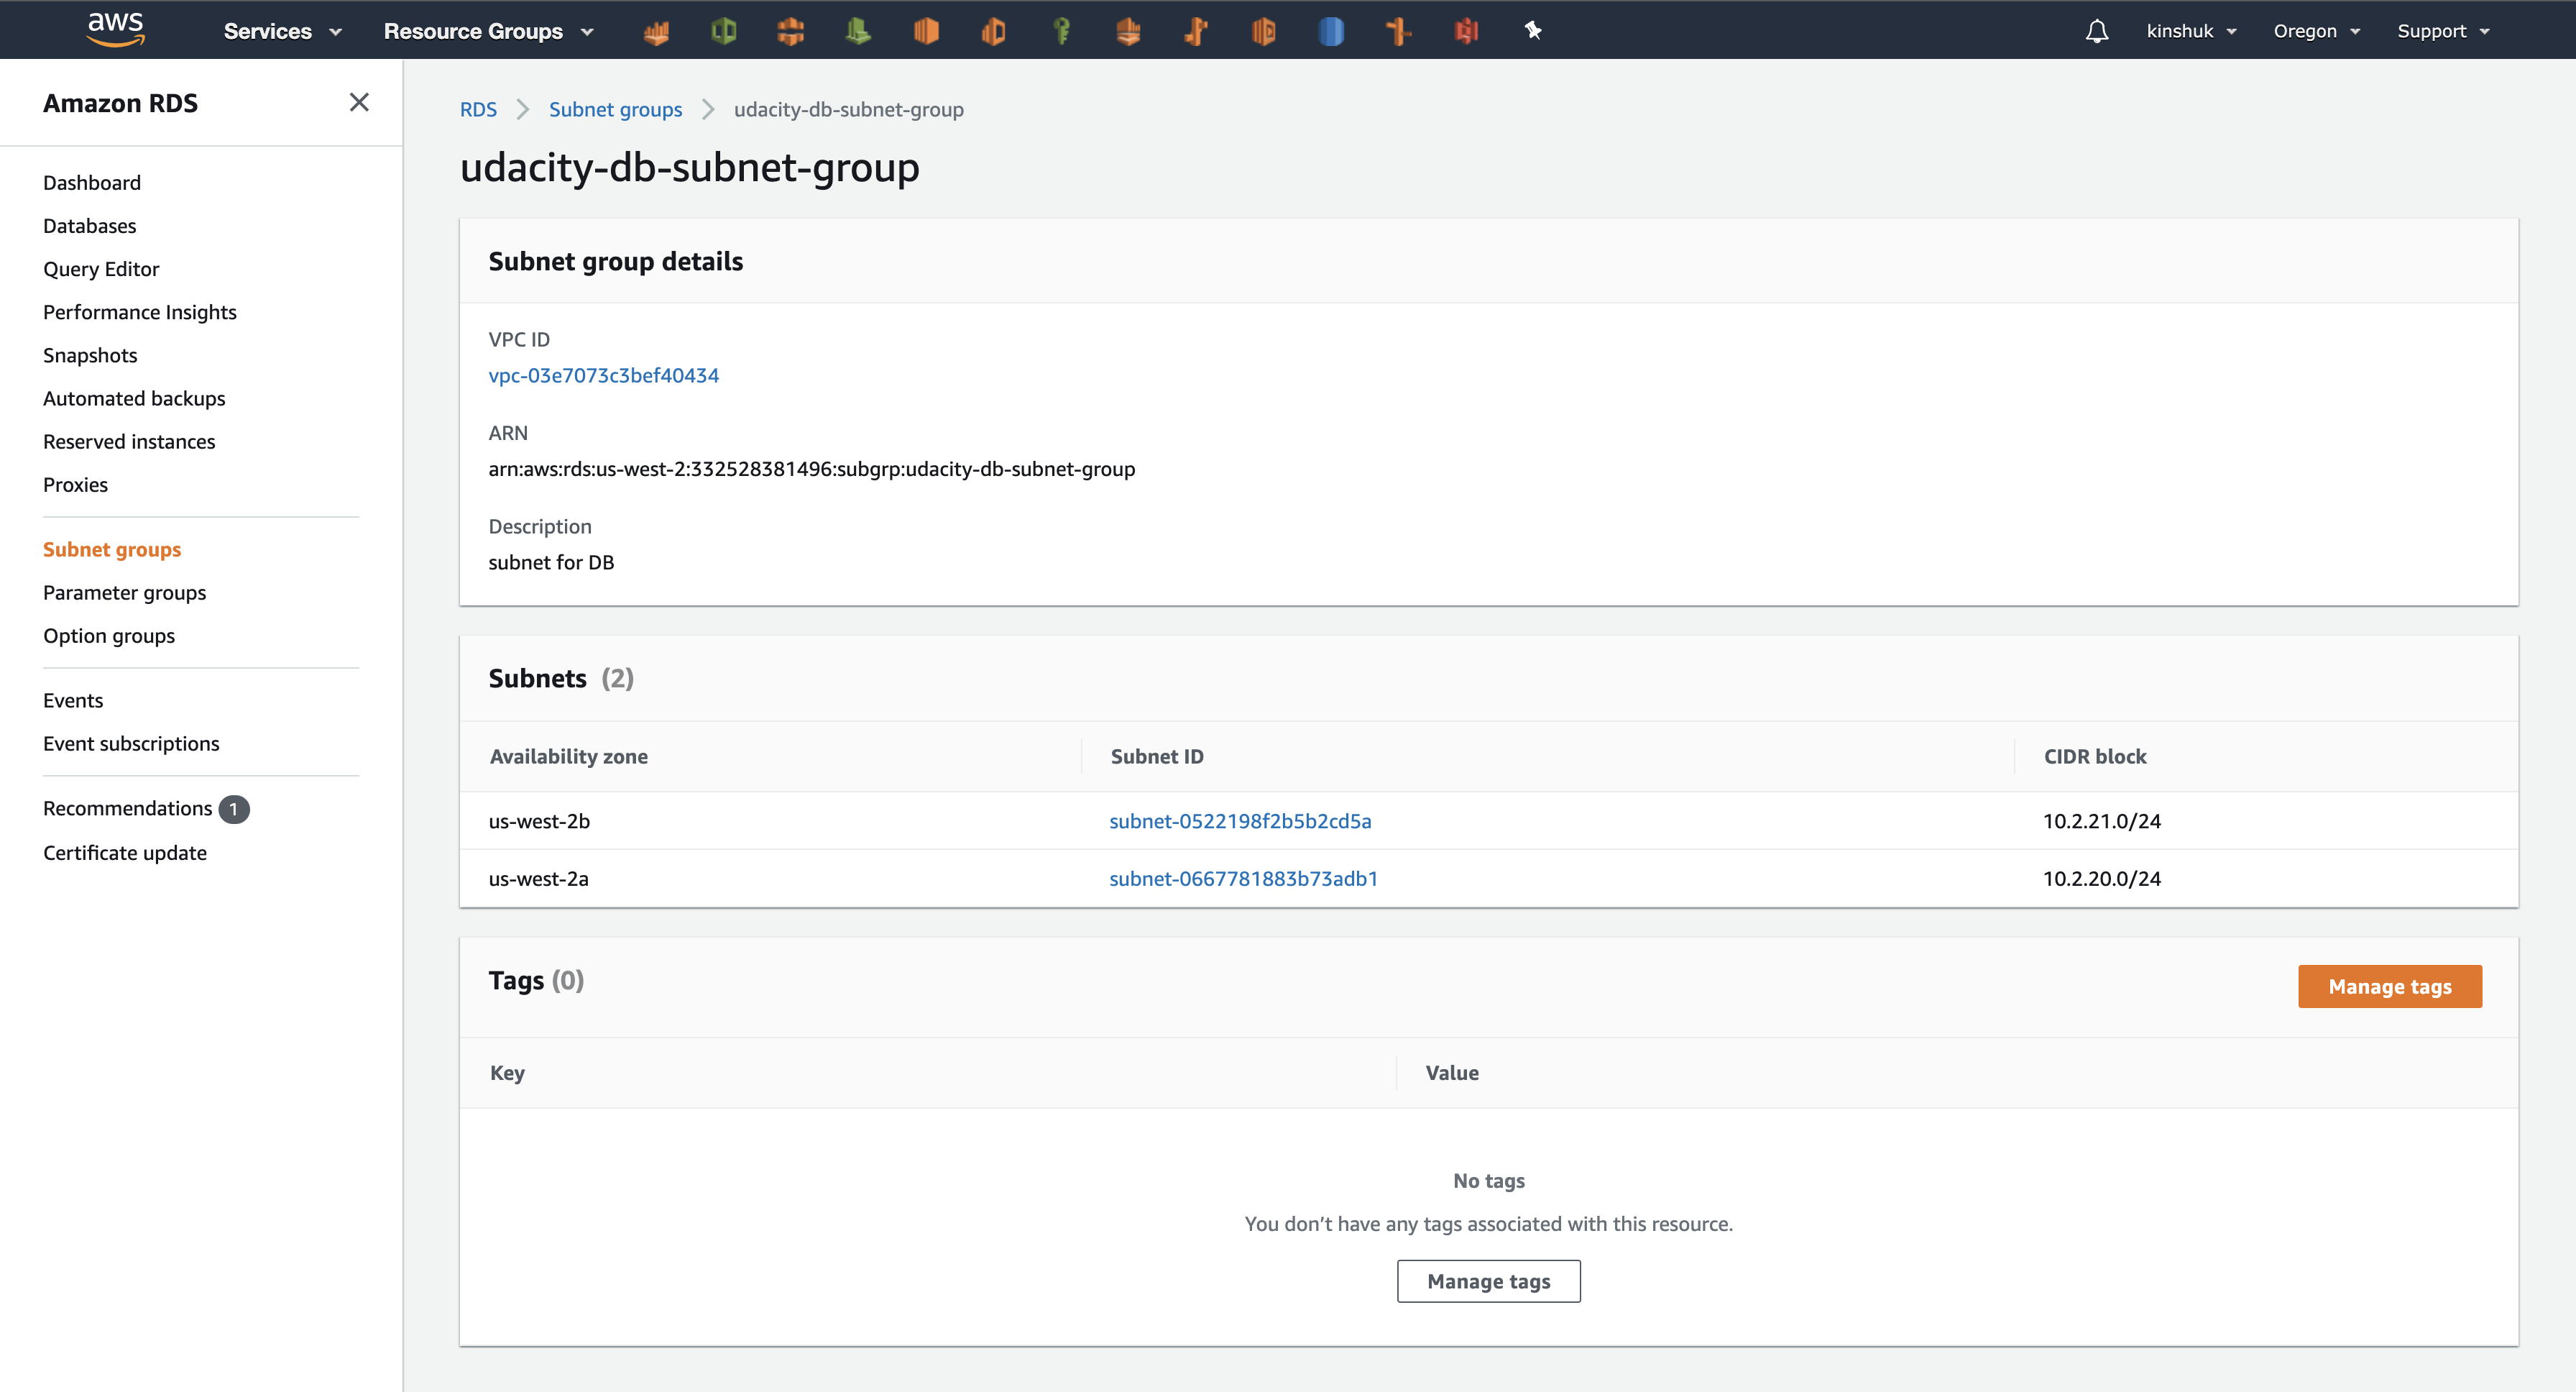 aws Services Resource Groups kinshuk Oregon Support
Amazon RDS
Dashboard
Databases
Query Editor
Performance Insights
Snapshots
Automated backups
Reserved instances
Proxies
Subnet groups
Parameter groups
Option groups
Events
Event subscriptions
Recommendations 1
Certificate update
RDS Subnet groups udacity-db-subnet-group
udacity-db-subnet-group
Subnet group details
VPC ID
vpc-03e7073c3bef40434
ARN
arn:aws:rds:us-west-2:332528381496:subgrp:udacity-db-subnet-group
Description
subnet for DB
Subnets (2)
Availability zone Subnet ID CIDR block
us-west-2b subnet-0522198f2b5b2cd5a 10.2.21.0/24
us-west-2a subnet-0667781883b73adb1 10.2.20.0/24
Tags (0) Manage tags
Key Value
No tags
You don’t have any tags associated with this resource.
Manage tags